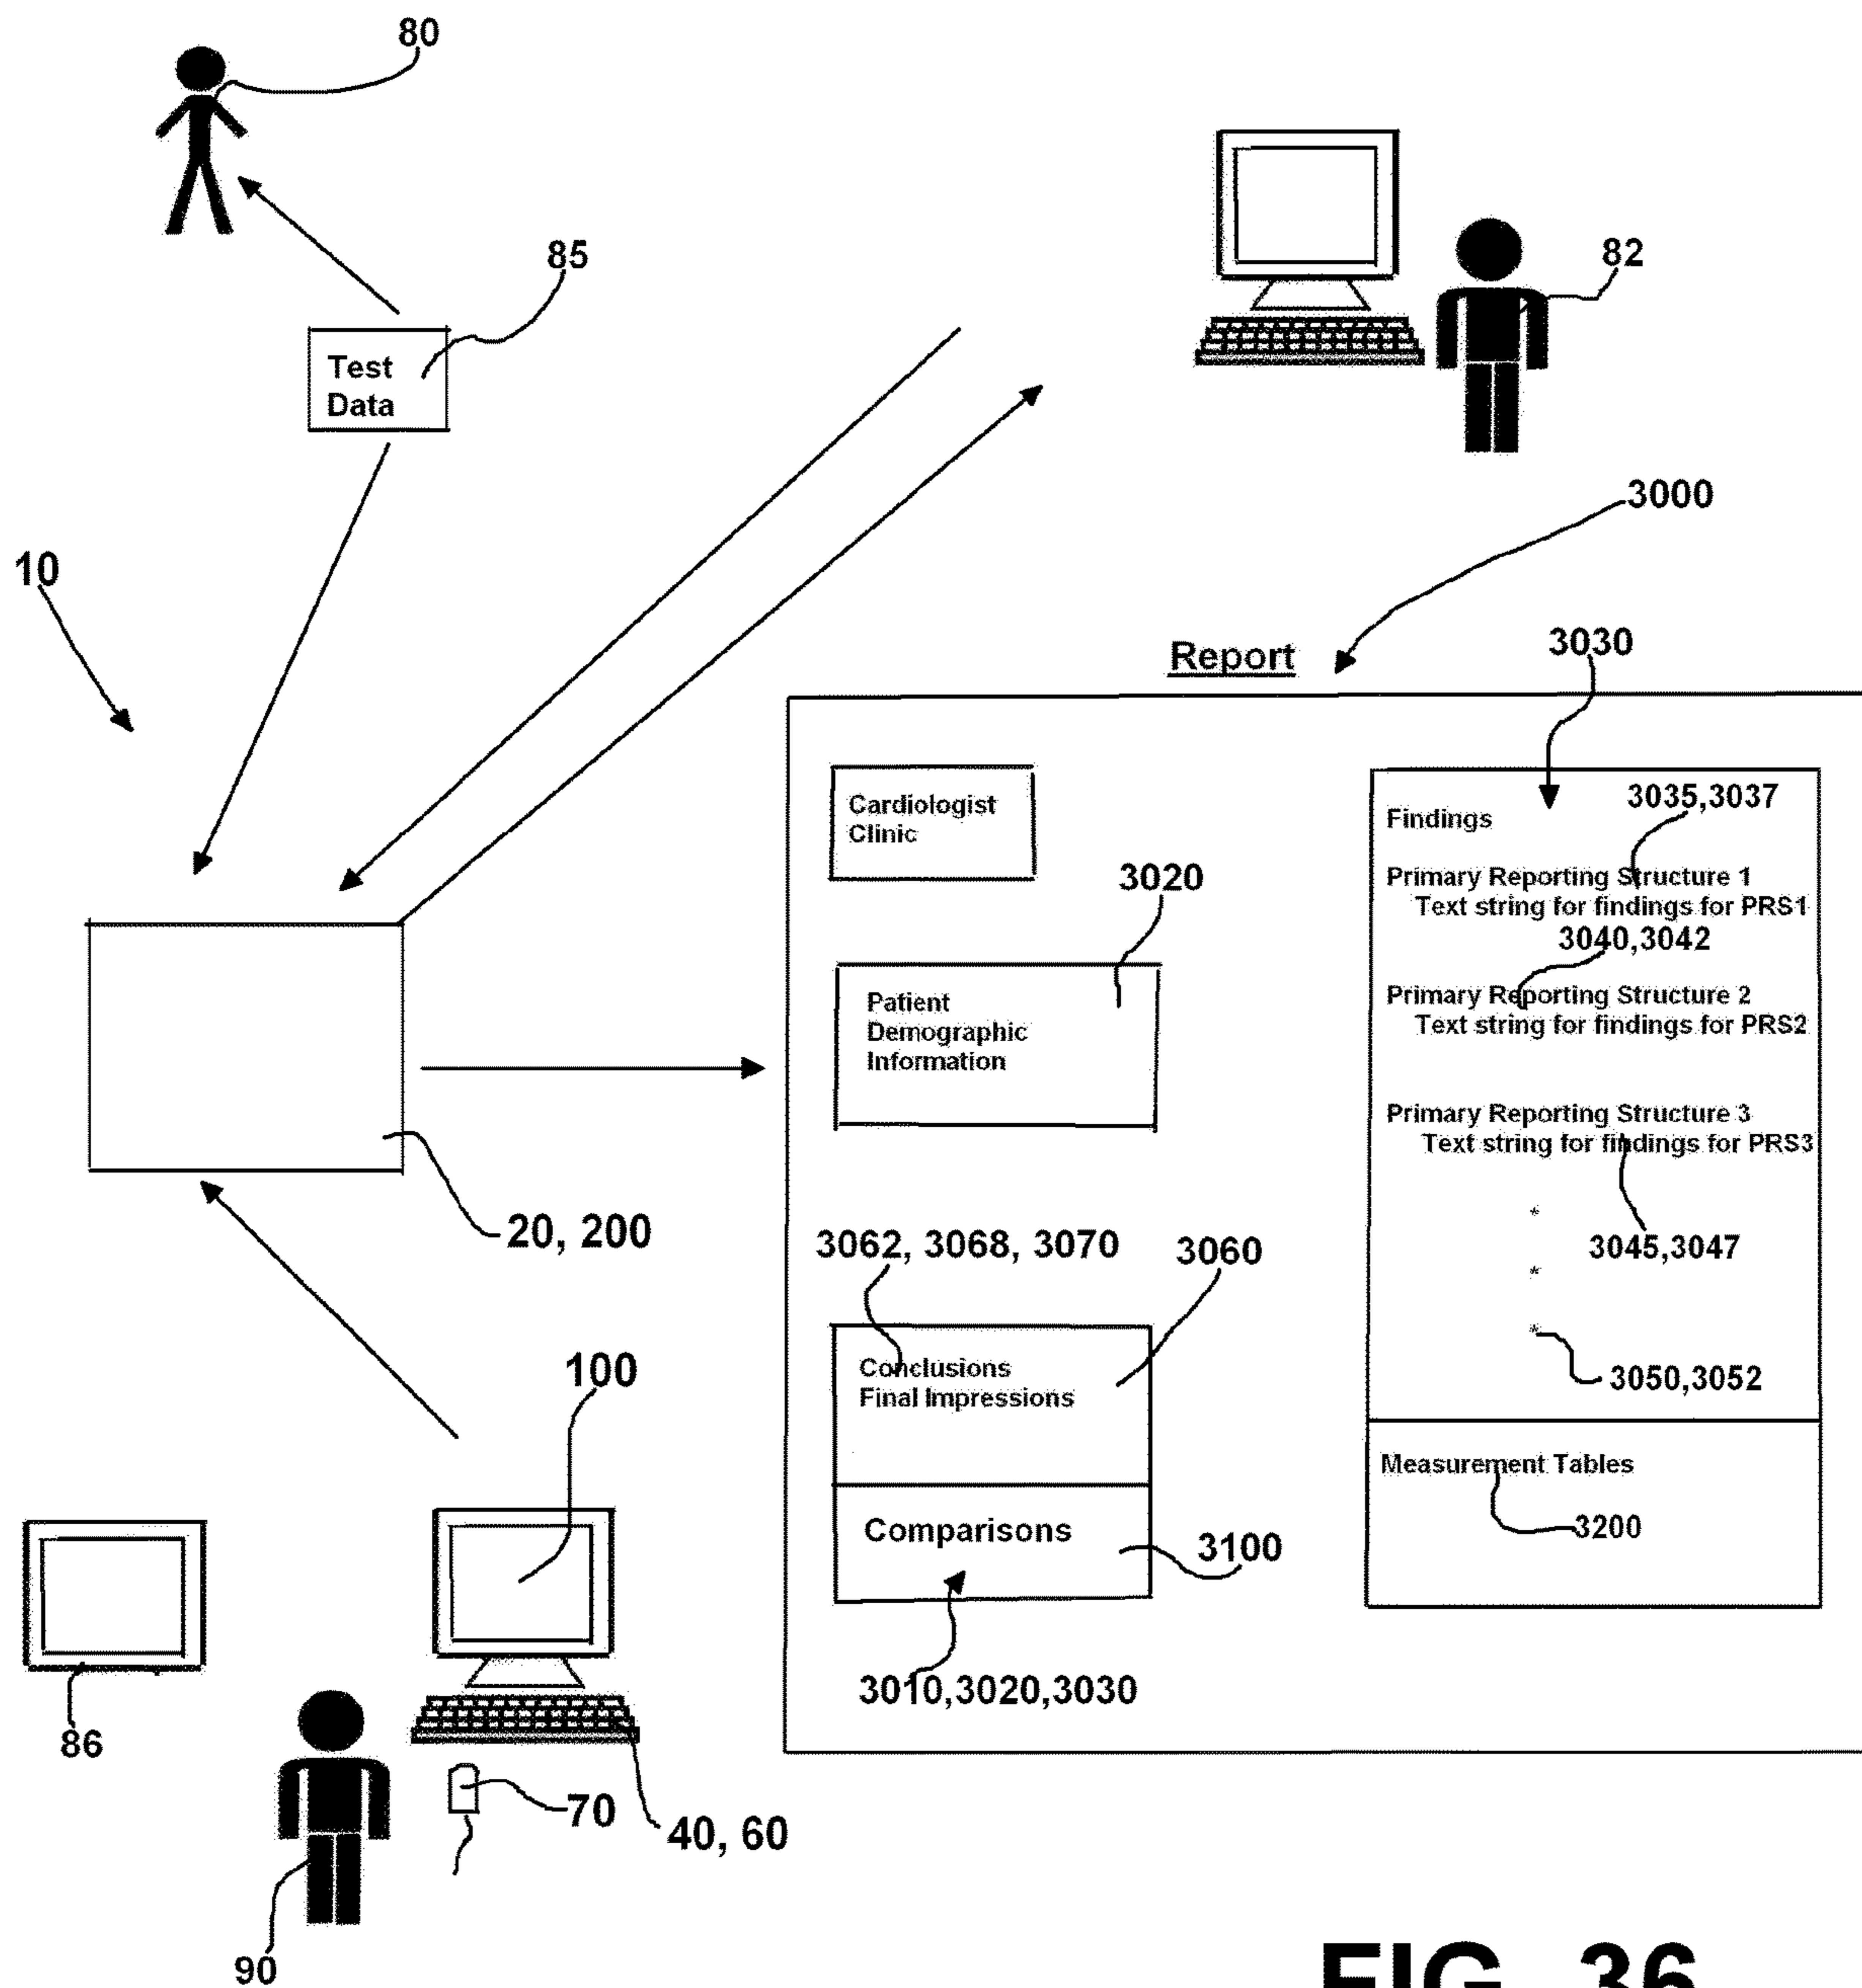 80
85
Test
Data
82
3000
10
Report
3030
Cardiologist
Clinic
3020
Patient
Demographic
Information
Findings
3035,3037
Primary Reporting Structure 1
Text string for findings for PRS1
3040,3042
Primary Reporting Structure 2
Text string for findings for PRS2
Primary Reporting Structure 3
Text string for findings for PRS3
*
3045,3047
*
*
3050,3052
20, 200
3062, 3068, 3070
3060
Conclusions
Final Impressions
Comparisons
3100
3010,3020,3030
Measurement Tables
3200
100
86
70
40, 60
90
FIG. 36